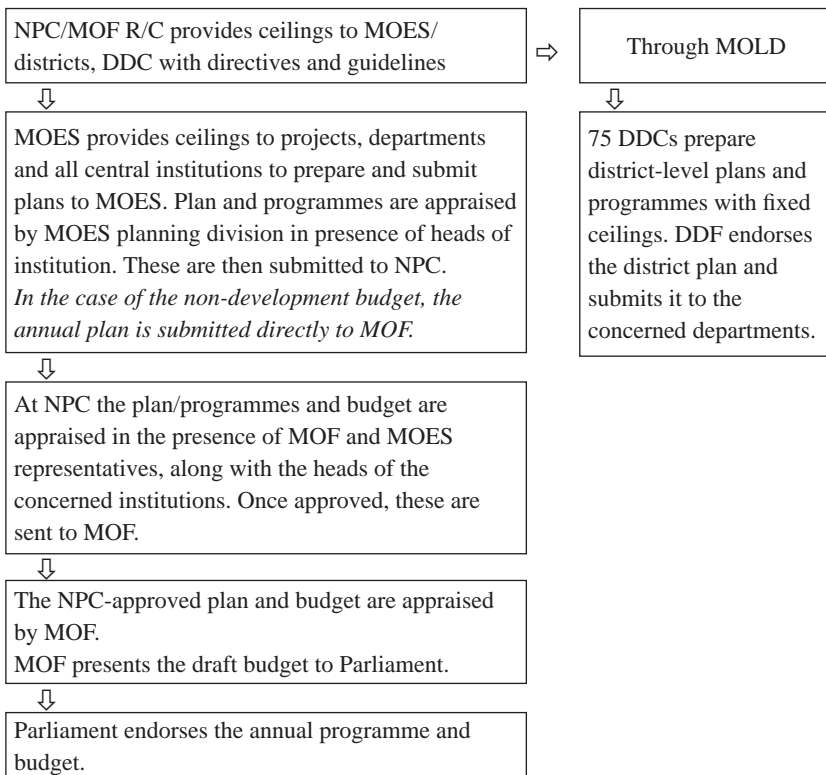 NPC/MOF R/C provides ceilings to MOES/
districts, DDC with directives and guidelines
⇨
Through MOLD
⇩
MOES provides ceilings to projects, departments
and all central institutions to prepare and submit
plans to MOES. Plan and programmes are appraised
by MOES planning division in presence of heads of
institution. These are then submitted to NPC.
In the case of the non-development budget, the
annual plan is submitted directly to MOF.
⇩
75 DDCs prepare
district-level plans and
programmes with fixed
ceilings. DDF endorses
the district plan and
submits it to the
concerned departments.
⇩
At NPC the plan/programmes and budget are
appraised in the presence of MOF and MOES
representatives, along with the heads of the
concerned institutions. Once approved, these are
sent to MOF.
⇩
The NPC-approved plan and budget are appraised
by MOF.
MOF presents the draft budget to Parliament.
⇩
Parliament endorses the annual programme and
budget.